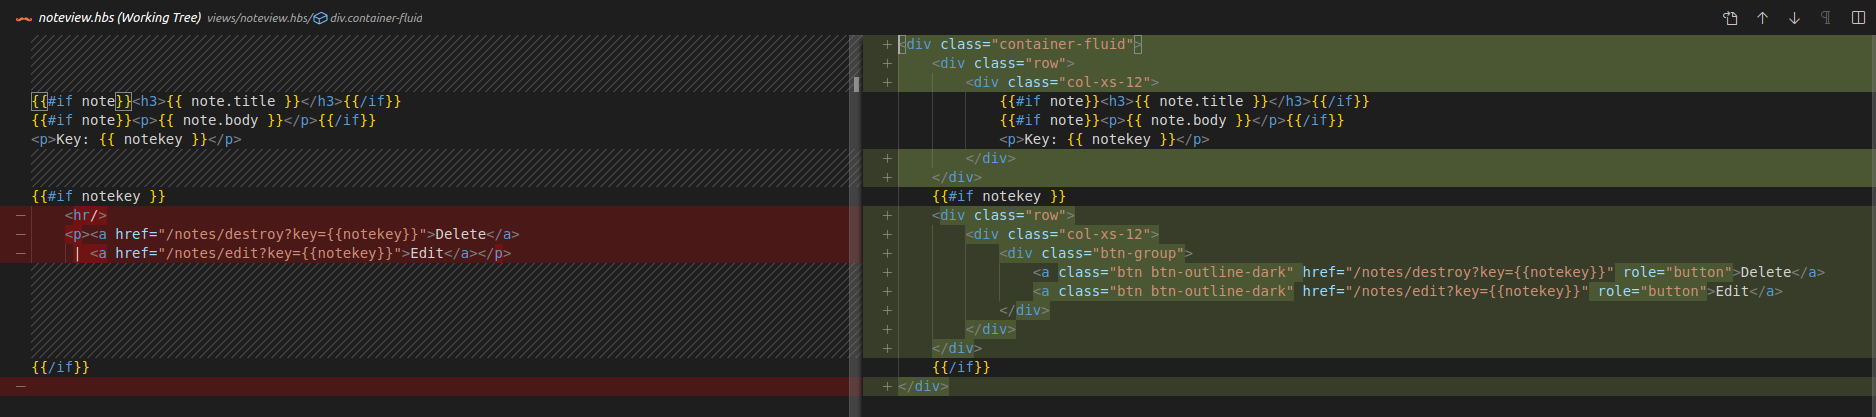 noteview.hbs (Working Tree) views/noteview.hbs/div.container-fluid
{{#if note}}<h3>{{ note.title }}</h3>{{/if}}
{{#if note}}<p>{{ note.body }}</p>{{/if}}
<p>Key: {{ notekey }}</p>
{{#if notekey }}
− <hr/>
− <p><a href="/notes/destroy?key={{notekey}}">Delete</a>
− | <a href="/notes/edit?key={{notekey}}">Edit</a></p>
{{/if}}
−
+ <div class="container-fluid">
+ <div class="row">
+ <div class="col-xs-12">
{{#if note}}<h3>{{ note.title }}</h3>{{/if}}
{{#if note}}<p>{{ note.body }}</p>{{/if}}
<p>Key: {{ notekey }}</p>
+ </div>
+ </div>
{{#if notekey }}
+ <div class="row">
+ <div class="col-xs-12">
+ <div class="btn-group">
+ <a class="btn btn-outline-dark" href="/notes/destroy?key={{notekey}}" role="button">Delete</a>
+ <a class="btn btn-outline-dark" href="/notes/edit?key={{notekey}}" role="button">Edit</a>
+ </div>
+ </div>
+ </div>
{{/if}}
+ </div>